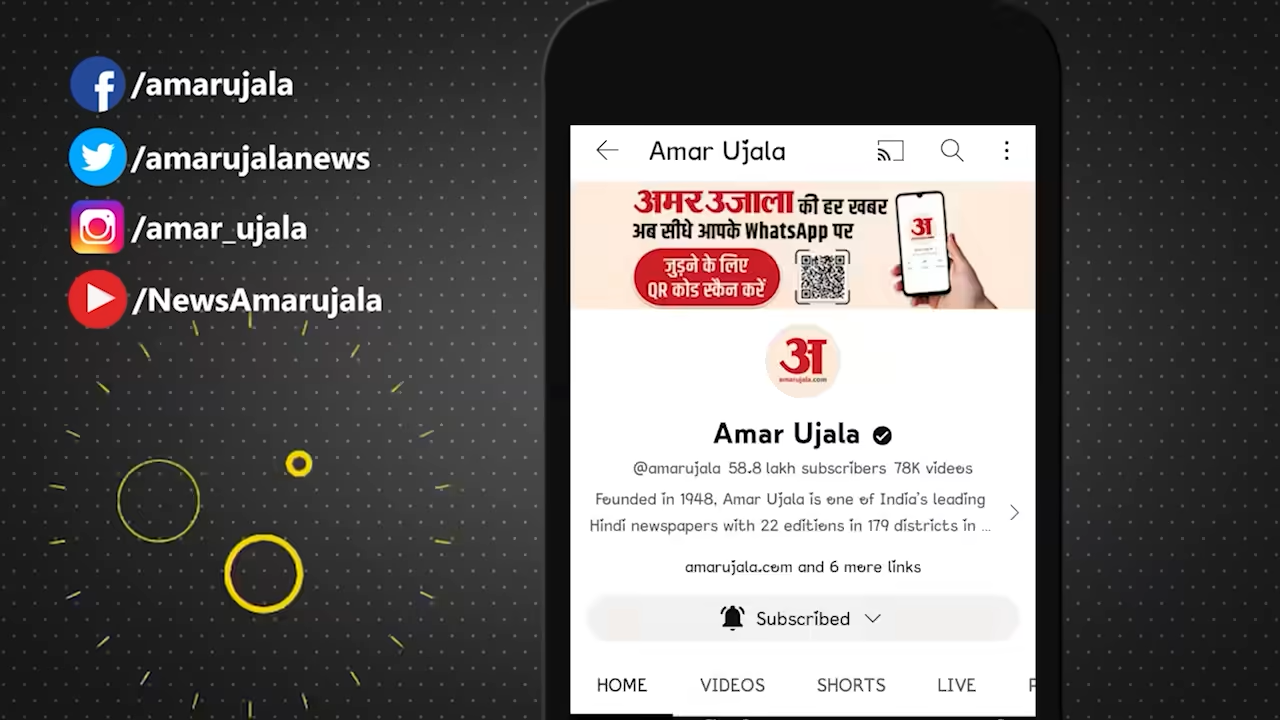 /amarujala
/amarujalanews
/amar_ujala
/NewsAmarujala
Amar Ujala
अमर उजाला की हर खबर
अब सीधे आपके WhatsApp पर
जुड़ने के लिए
QR कोड स्कैन करें
अ
अ
amarujala.com
Amar Ujala
@amarujala 58.8 lakh subscribers 78K videos
Founded in 1948, Amar Ujala is one of India's leading
Hindi newspapers with 22 editions in 179 districts in ...
amarujala.com and 6 more links
Subscribed
HOME VIDEOS SHORTS LIVE